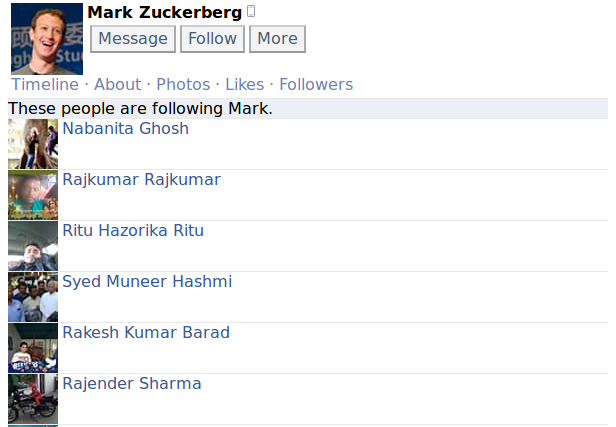 Mark Zuckerberg
Message Follow More
Timeline · About · Photos · Likes · Followers
These people are following Mark.
Nabanita Ghosh
Rajkumar Rajkumar
Ritu Hazorika Ritu
Syed Muneer Hashmi
Rakesh Kumar Barad
Rajender Sharma